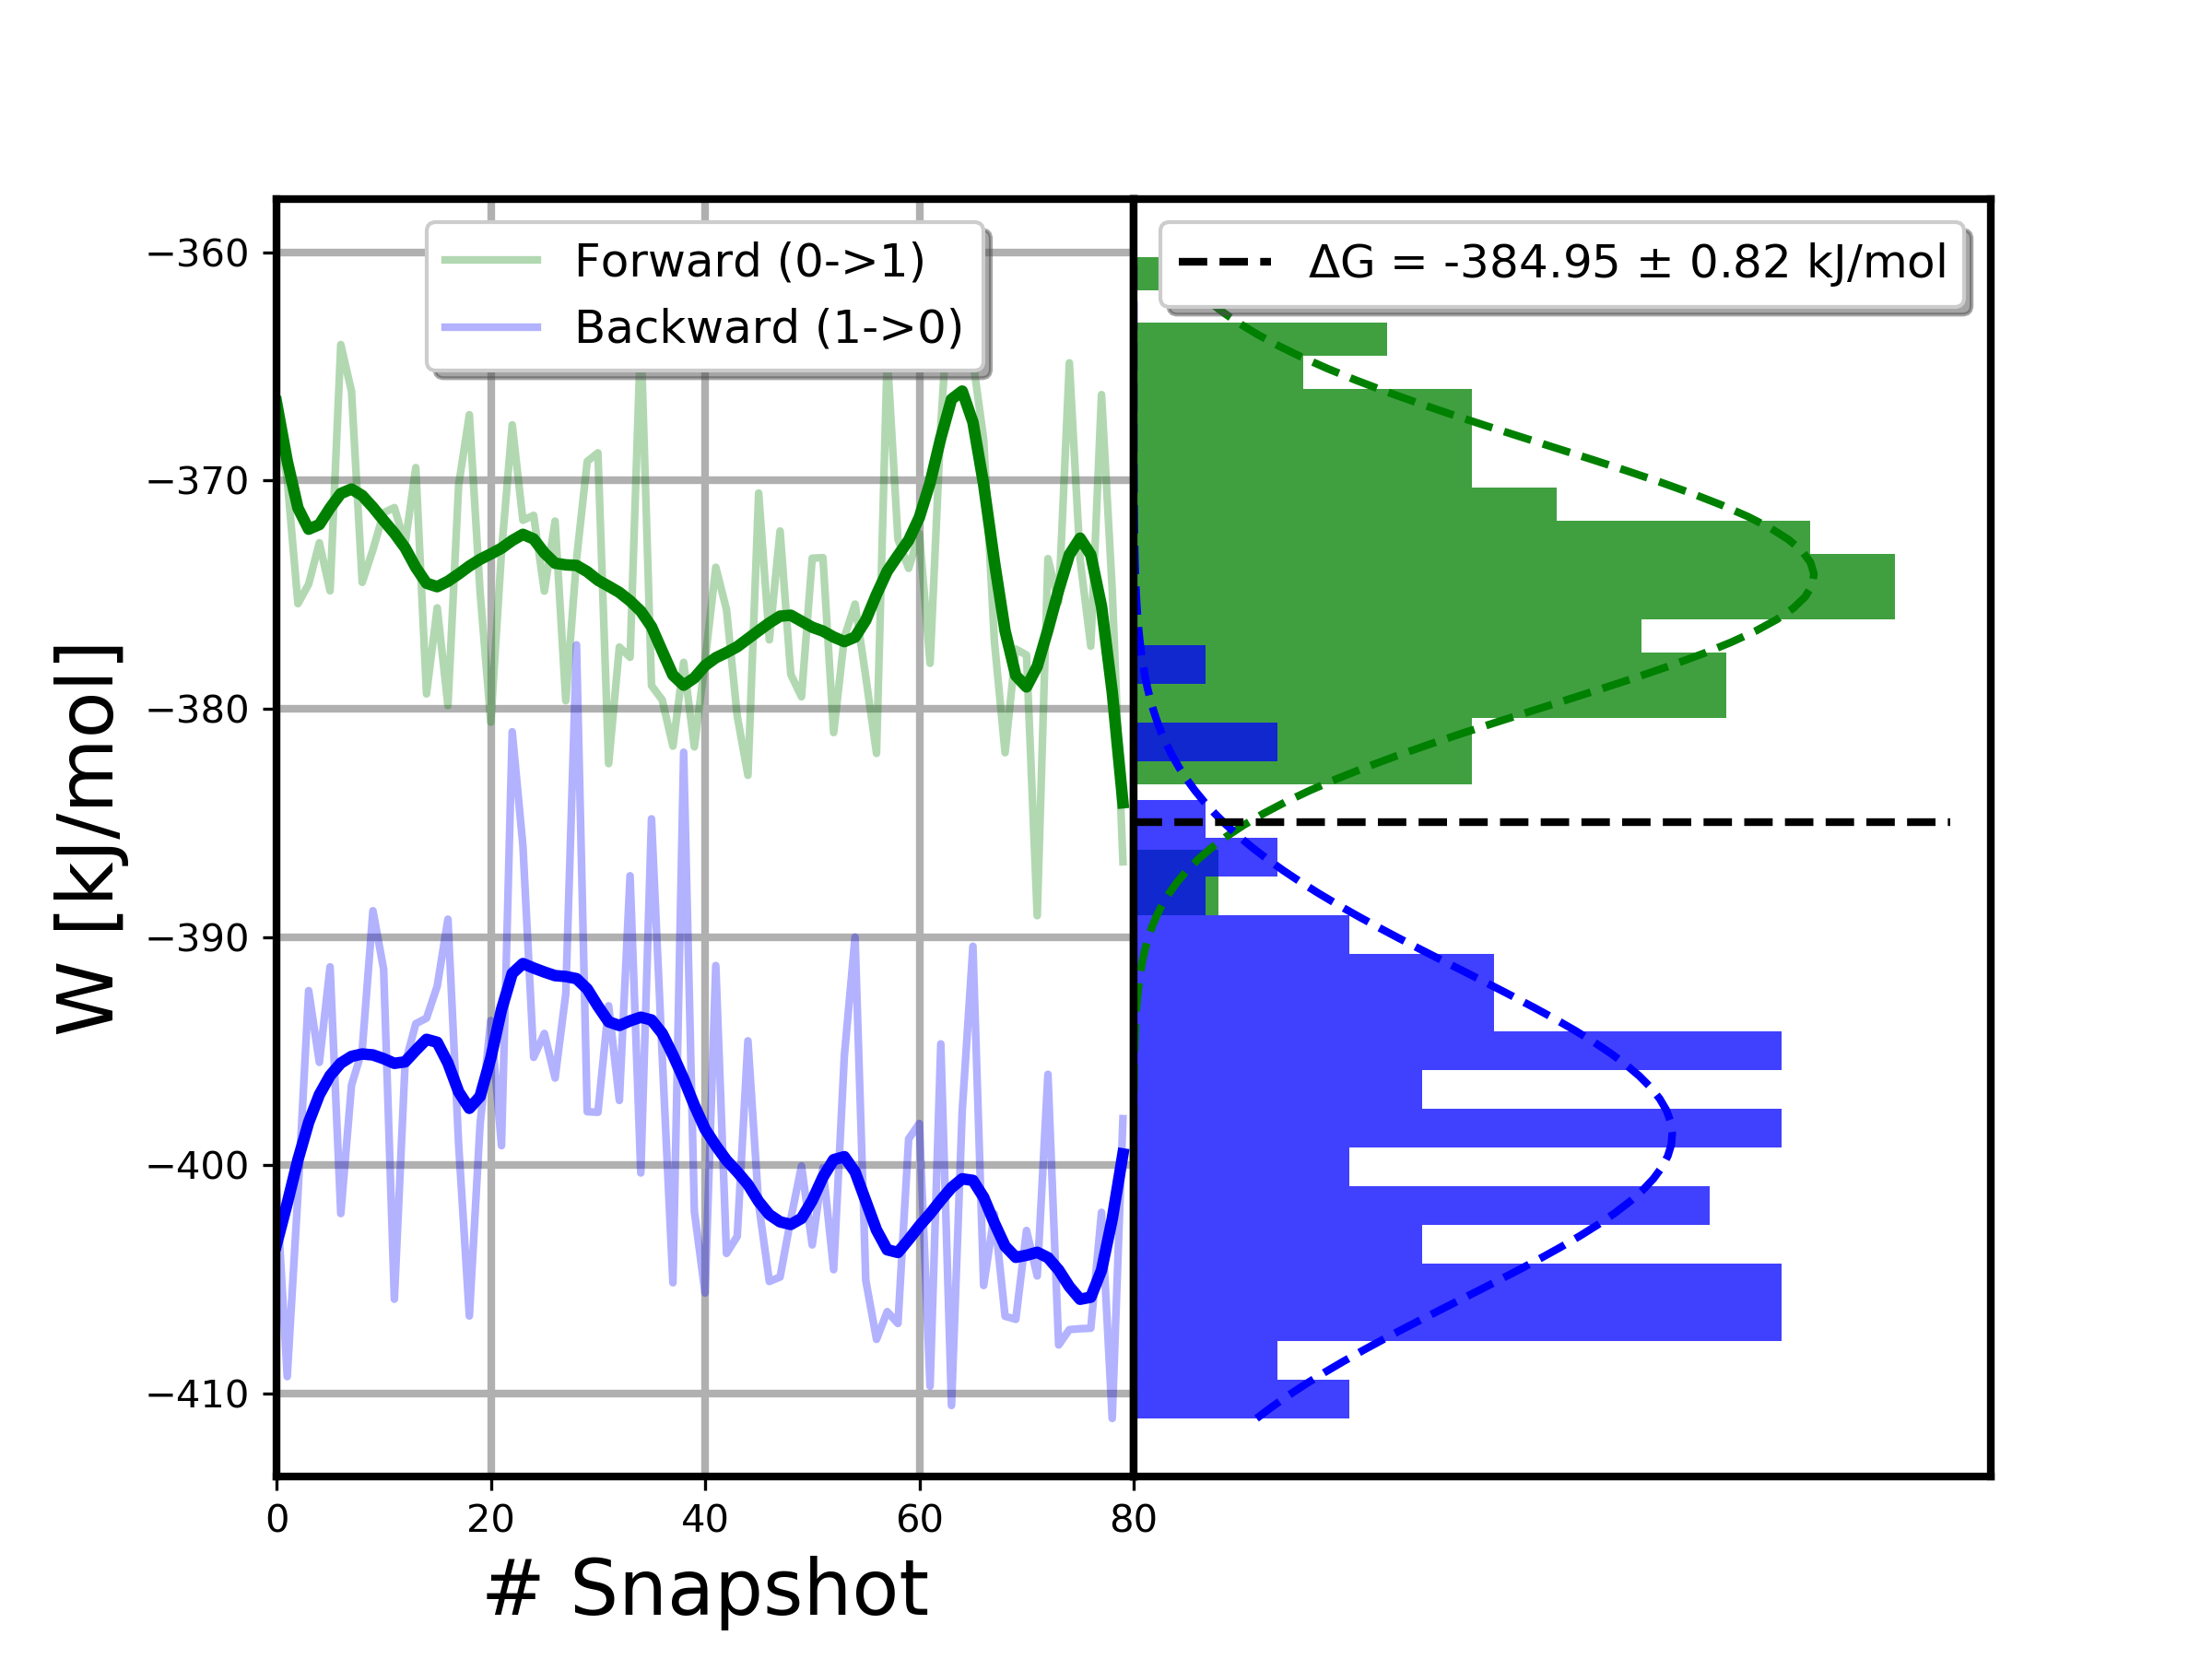 Forward (0->1)
Backward (1->0)
ΔG = -384.95 ± 0.82 kJ/mol
−360
−370
−380
−390
−400
−410
W [kJ/mol]
0 20 40 60 80
# Snapshot